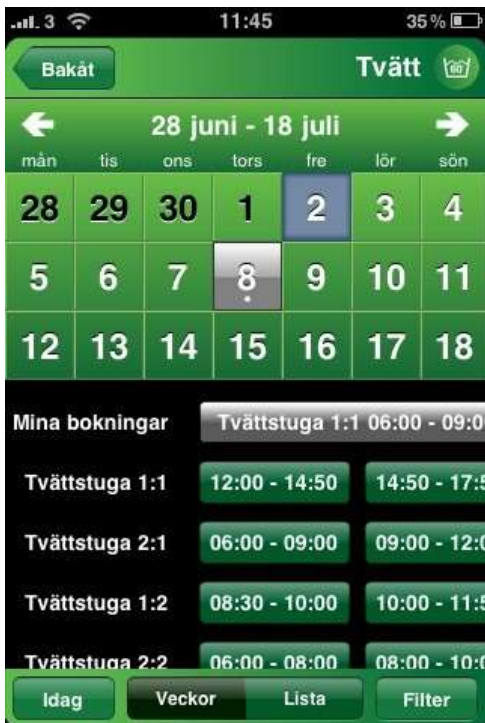 3 11:45 35 %
Bakåt Tvätt 60
28 juni - 18 juli
mån tis ons tors fre lör sön
28 29 30 1 2 3 4
5 6 7 8 9 10 11
12 13 14 15 16 17 18
Mina bokningar Tvättstuga 1:1 06:00 - 09:0
Tvättstuga 1:1 12:00 - 14:50 14:50 - 17:5
Tvättstuga 2:1 06:00 - 09:00 09:00 - 12:0
Tvättstuga 1:2 08:30 - 10:00 10:00 - 11:5
Tvättstuga 2:2 06:00 - 08:00 08:00 - 10:0
Idag Veckor Lista Filter